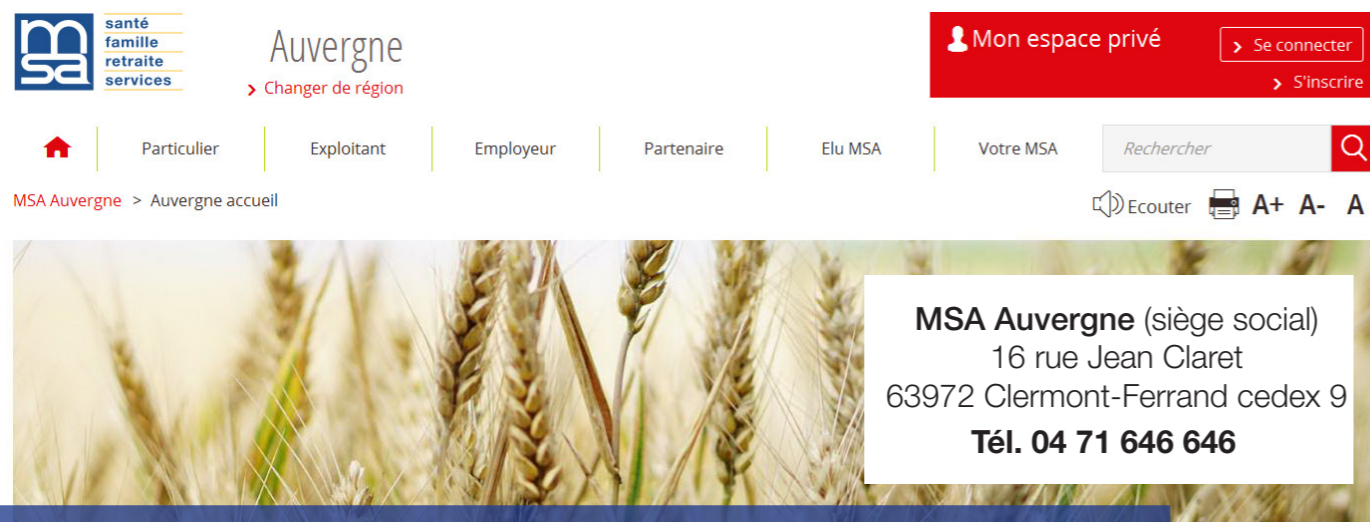 msa
santé
famille
retraite
services
Auvergne
> Changer de région
Mon espace privé
> Se connecter
> S'inscrire
Particulier
Exploitant
Employeur
Partenaire
Elu MSA
Votre MSA
Rechercher
MSA Auvergne > Auvergne accueil
Ecouter
A+ A- A
MSA Auvergne (siège social)
16 rue Jean Claret
63972 Clermont-Ferrand cedex 9
Tél. 04 71 646 646